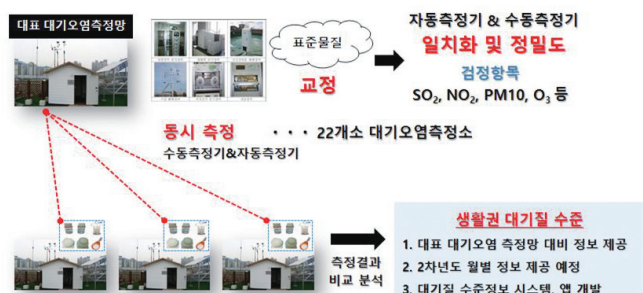 대표 대기오염측정망
표준물질
교정
자동측정기 & 수동측정기
일치화 및 정밀도
검정항목
SO₂, NO₂, PM10, O₃ 등
동시 측정 · · · 22개소 대기오염측정소
수동측정기&자동측정기
측정결과
비교 분석
생활권 대기질 수준
1. 대표 대기오염 측정망 대비 정보 제공
2. 2차년도 월별 정보 제공 예정
3. 대기질 수준정보 시스템, 앱 개발